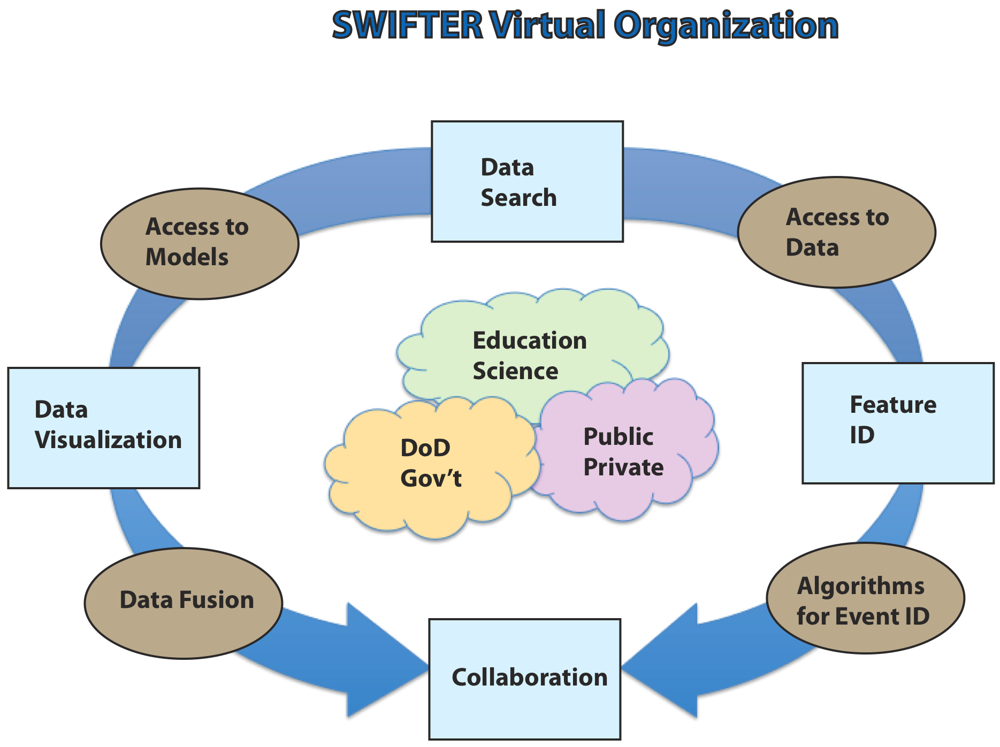 SWIFTER Virtual Organization
Data
Search
Access to
Models
Access to
Data
Education
Science
Data
Visualization
Feature
ID
DoD
Gov’t
Public
Private
Data Fusion
Algorithms
for Event ID
Collaboration